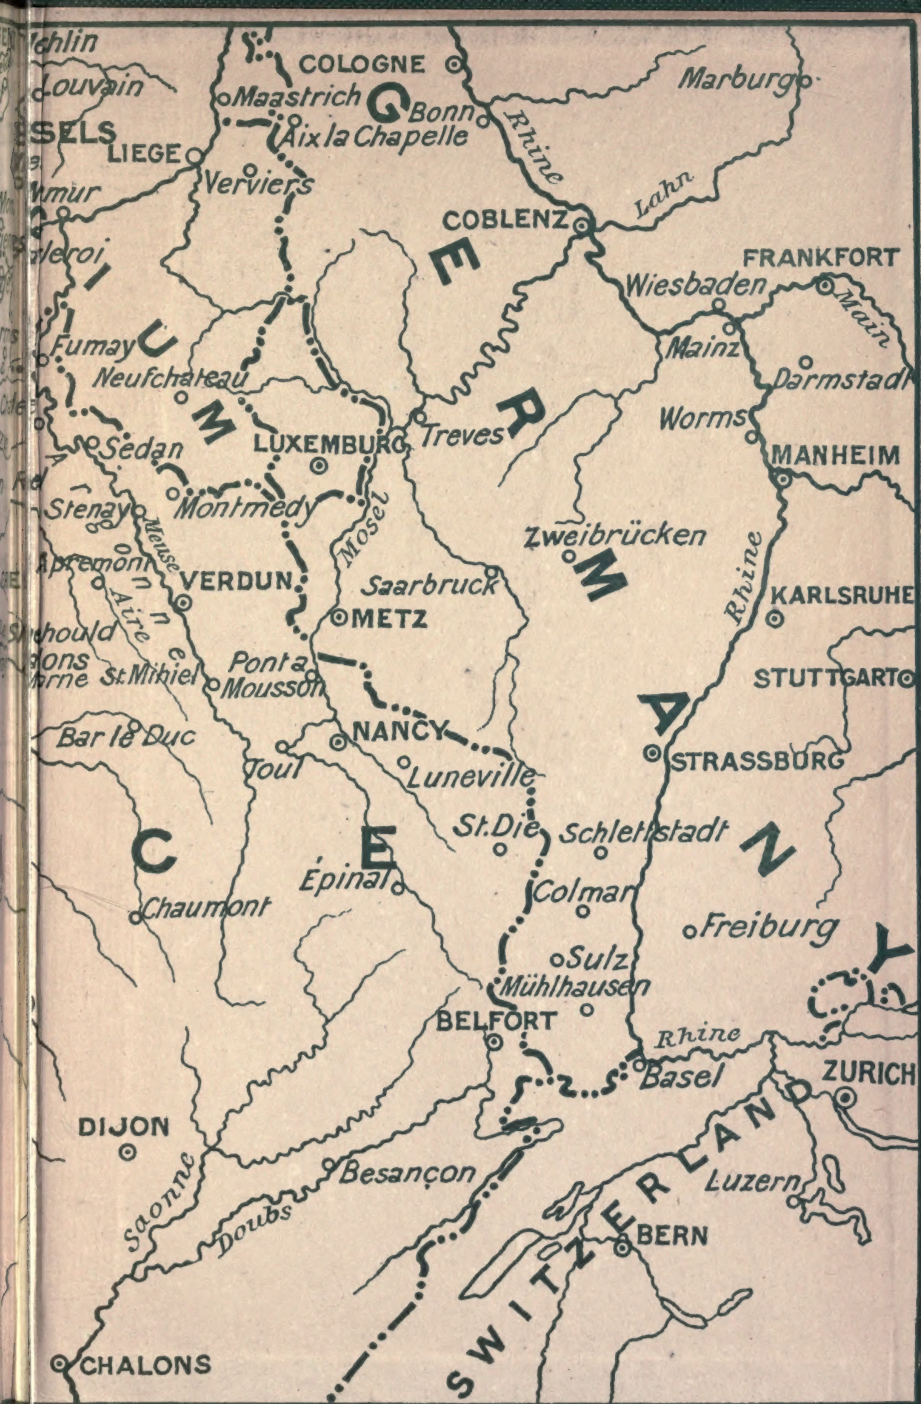 COLOGNE
Marburg
Louvain
Maastrich
Bonn
G
Aix la Chapelle
Rhine
LIEGE
Verviers
Lahn
COBLENZ
E
FRANKFORT
I
Wiesbaden
Main
U
Fumay
Mainz
Neufchateau
Darmstadt
M
R
Worms
Sedan
LUXEMBURG
Treves
MANHEIM
Stenay
Montmedy
Mosel
Meuse
Zweibrücken
Rhine
Apremont
VERDUN
Saarbruck
M
KARLSRUHE
Aire
METZ
St. Mihiel
Pont a
Mousson
STUTTGART
A
Bar le Duc
NANCY
Toul
STRASSBURG
Luneville
St. Die
Schlettstadt
C
E
N
Épinal
Colmar
Chaumont
Freiburg
Sulz
Y
Mühlhausen
BELFORT
Rhine
Basel
ZURICH
DIJON
Besançon
Luzern
Saonne
Doubs
BERN
SWITZERLAND
CHALONS